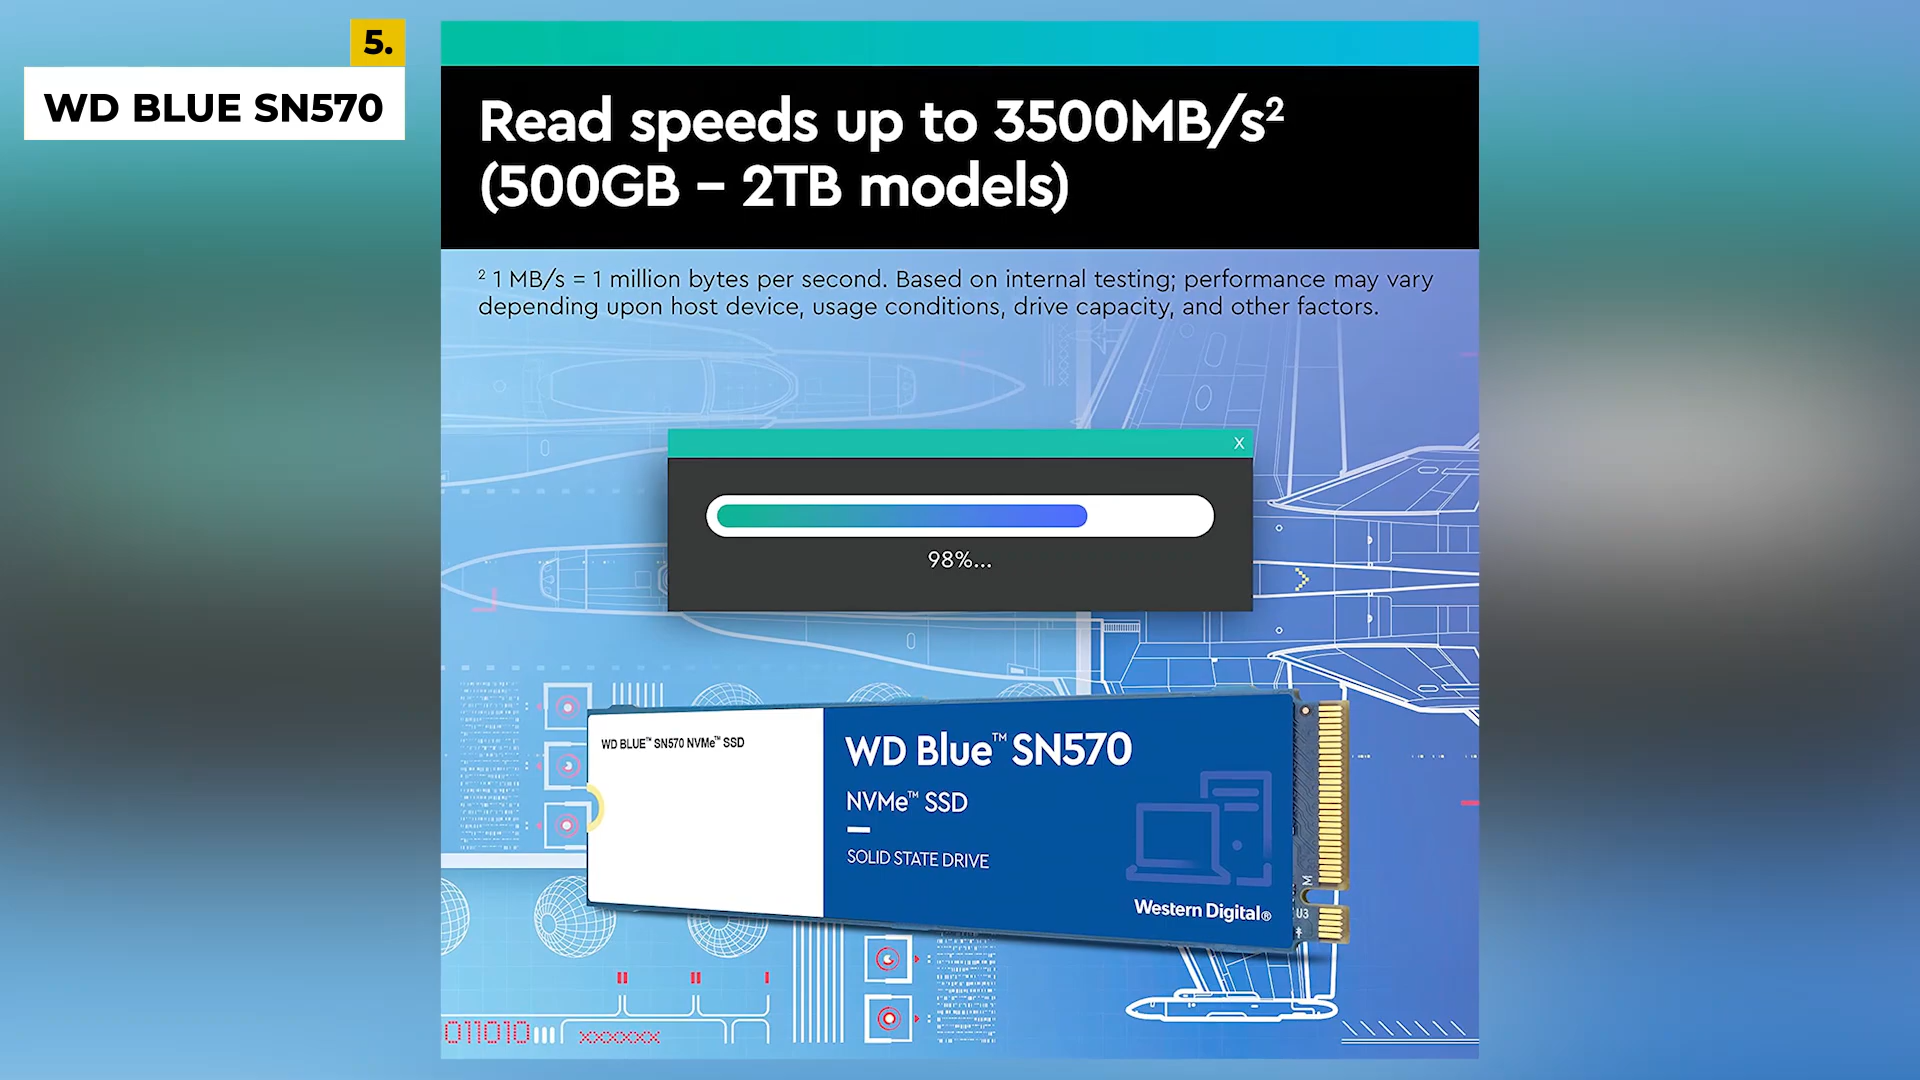 5.
WD BLUE SN570
Read speeds up to 3500MB/s²
(500GB – 2TB models)
² 1 MB/s = 1 million bytes per second. Based on internal testing; performance may vary
depending upon host device, usage conditions, drive capacity, and other factors.
X
98%...
WD BLUE™ SN570 NVMe™ SSD
WD Blue™ SN570
NVMe™ SSD
SOLID STATE DRIVE
Western Digital®
M
U3
011010
xxxxxx